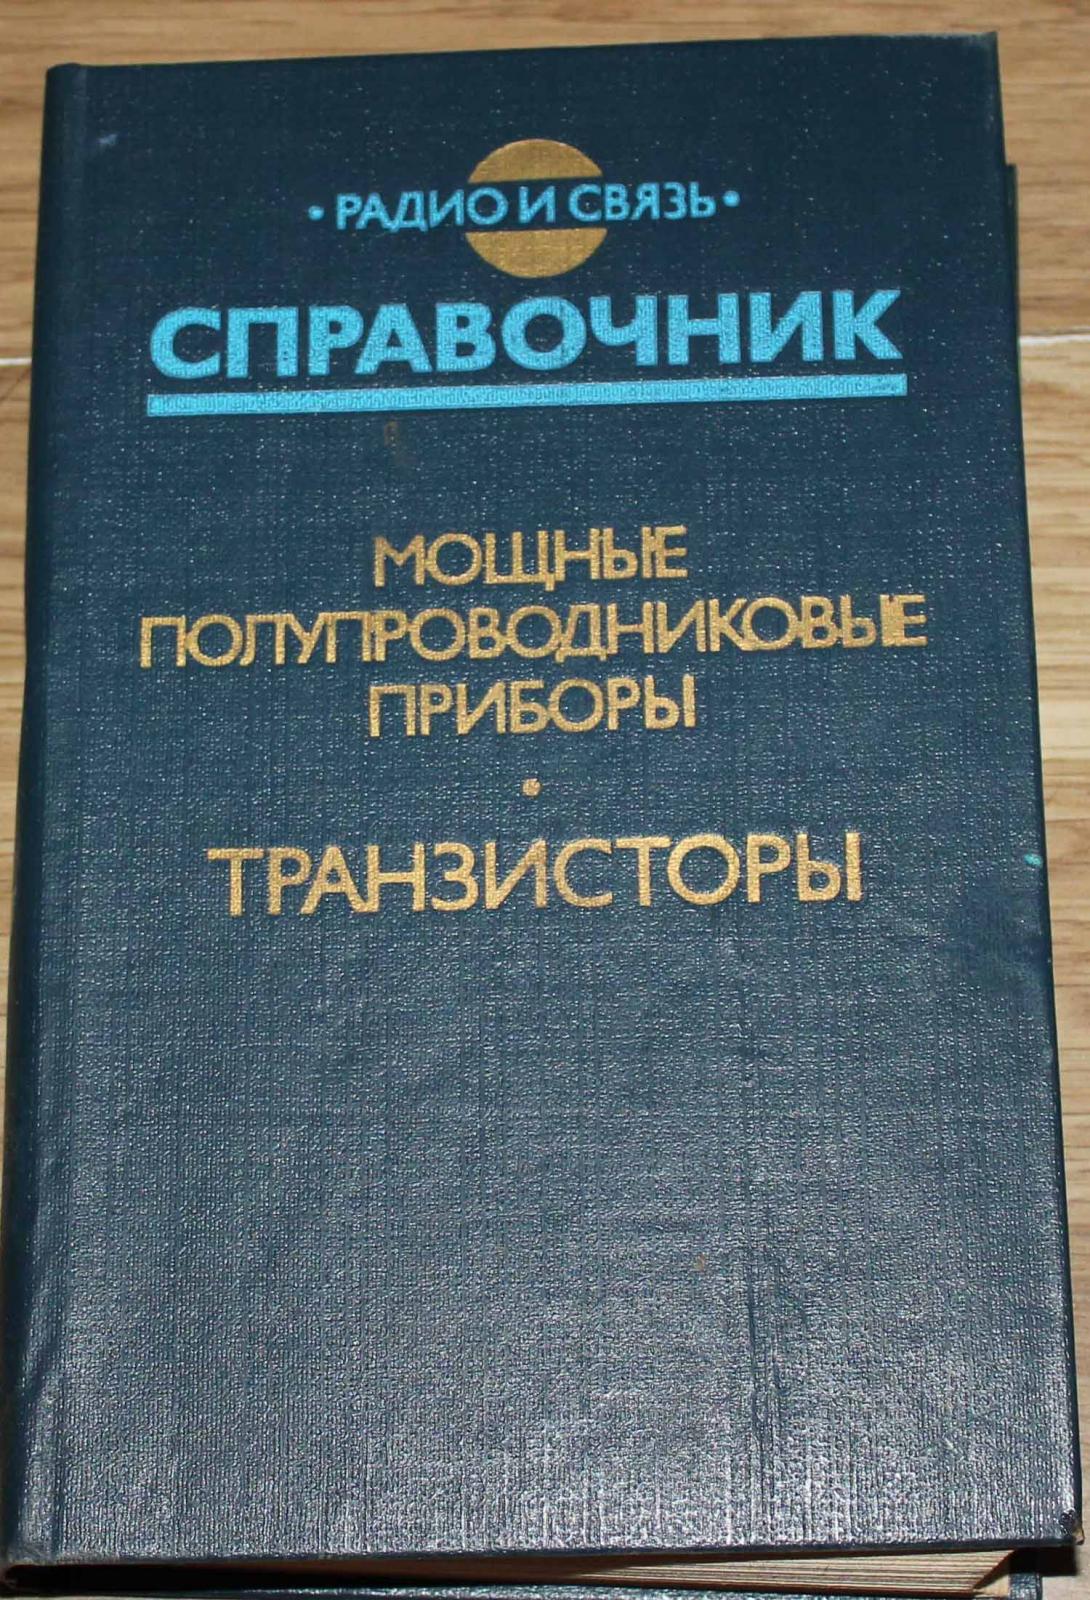 • РАДИО И СВЯЗЬ •
СПРАВОЧНИК
МОЩНЫЕ
ПОЛУПРОВОДНИКОВЫЕ
ПРИБОРЫ
•
ТРАНЗИСТОРЫ